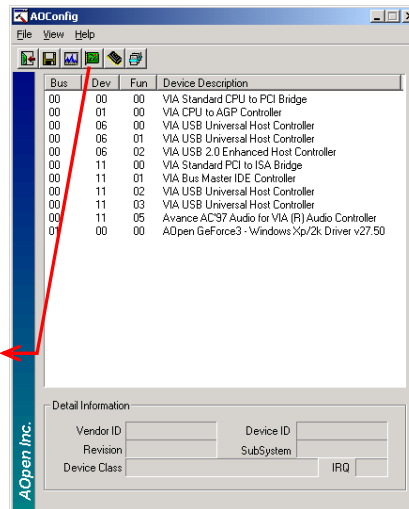 AOConfig
File View Help
Bus Dev Fun Device Description
00 00 00 VIA Standard CPU to PCI Bridge
00 01 00 VIA CPU to AGP Controller
00 06 00 VIA USB Universal Host Controller
00 06 01 VIA USB Universal Host Controller
00 06 02 VIA USB 2.0 Enhanced Host Controller
00 11 00 VIA Standard PCI to ISA Bridge
00 11 01 VIA Bus Master IDE Controller
00 11 02 VIA USB Universal Host Controller
00 11 03 VIA USB Universal Host Controller
00 11 05 Avance AC'97 Audio for VIA (R) Audio Controller
01 00 00 AOpen GeForce3 - Windows Xp/2k Driver v27.50
Detail Information
Vendor ID Device ID
Revision SubSystem
Device Class IRQ
AOpen Inc.